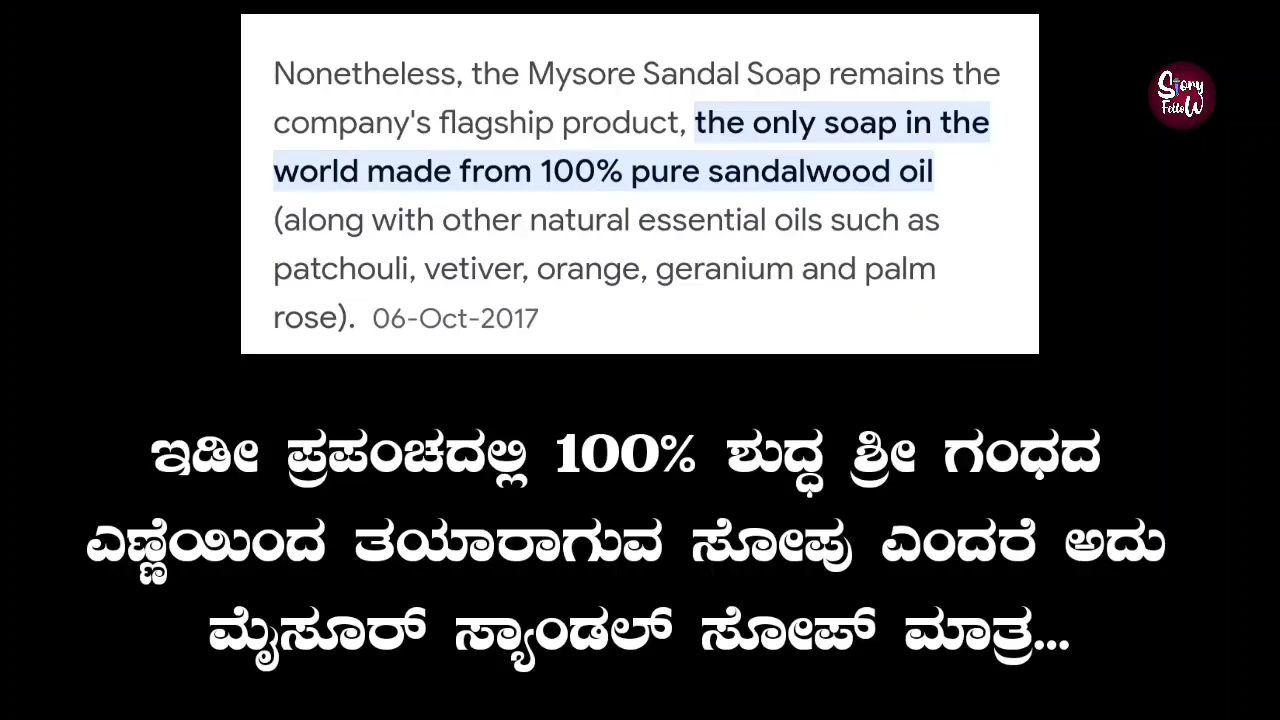 Nonetheless, the Mysore Sandal Soap remains the
company's flagship product, the only soap in the
world made from 100% pure sandalwood oil
(along with other natural essential oils such as
patchouli, vetiver, orange, geranium and palm
rose). 06-Oct-2017
Story
FelloW
ಇಡೀ ಪ್ರಪಂಚದಲ್ಲಿ 100% ಶುದ್ಧ ಶ್ರೀ ಗಂಧದ
ಎಣ್ಣೆಯಿಂದ ತಯಾರಾಗುವ ಸೋಪು ಎಂದರೆ ಅದು
ಮೈಸೂರ್ ಸ್ಯಾಂಡಲ್ ಸೋಪ್ ಮಾತ್ರ...